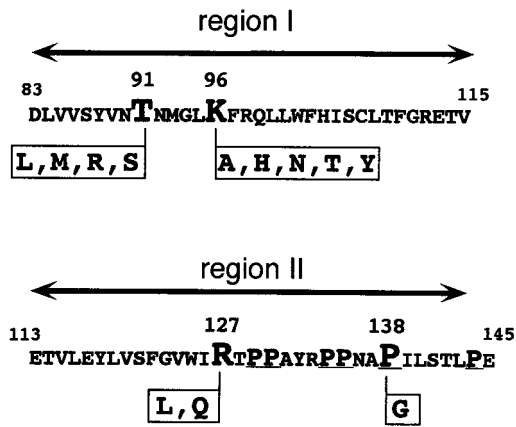 region I
83 91 96 115
DLVVSYVNTNMGLKFRQLLWFHISCLTFGRETV
L,M,R,S A,H,N,T,Y
region II
113 127 138 145
ETVLEYLVSFGVWIRTPPAYRPPNAPILSTLPE
L,Q G